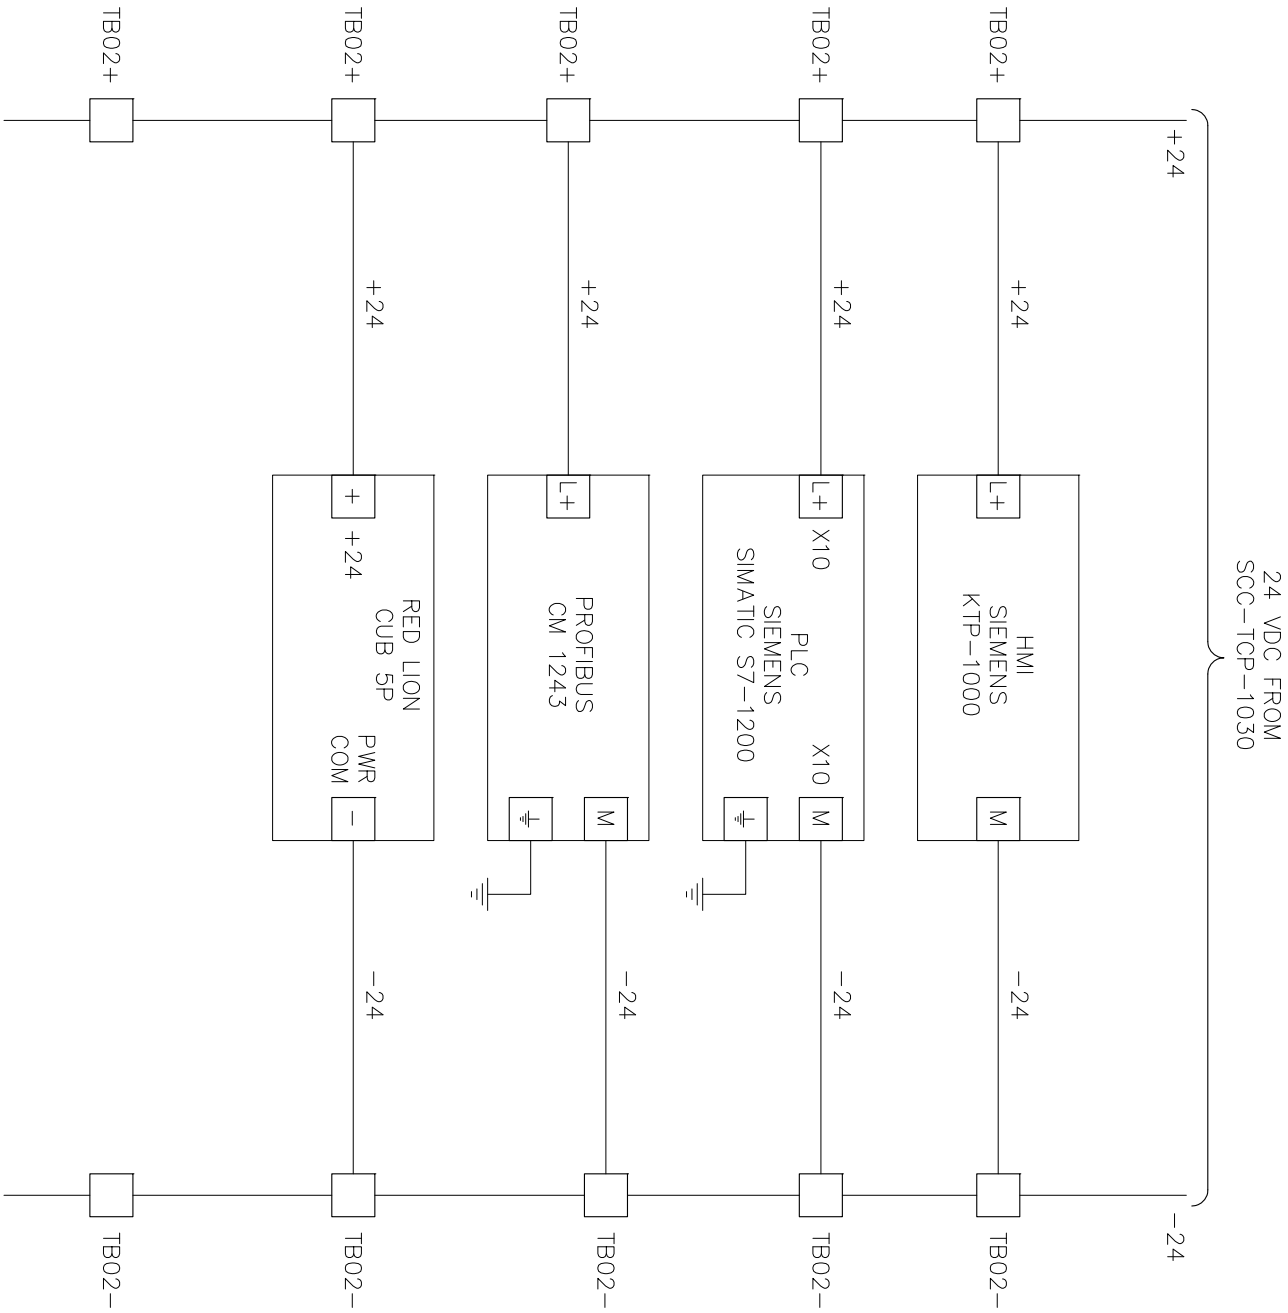 24 VDC FROM
SCC-TCP-1030
+24
-24
TB02+
+24
L+
HMI
SIEMENS
KTP-1000
M
-24
TB02-
TB02+
+24
L+
X10
PLC
SIEMENS
SIMATIC S7-1200
X10
M
-24
TB02-
TB02+
+24
L+
PROFIBUS
CM 1243
M
-24
TB02-
TB02+
+24
+
+24
RED LION
CUB 5P
PWR
COM
-
-24
TB02-
TB02+
TB02-